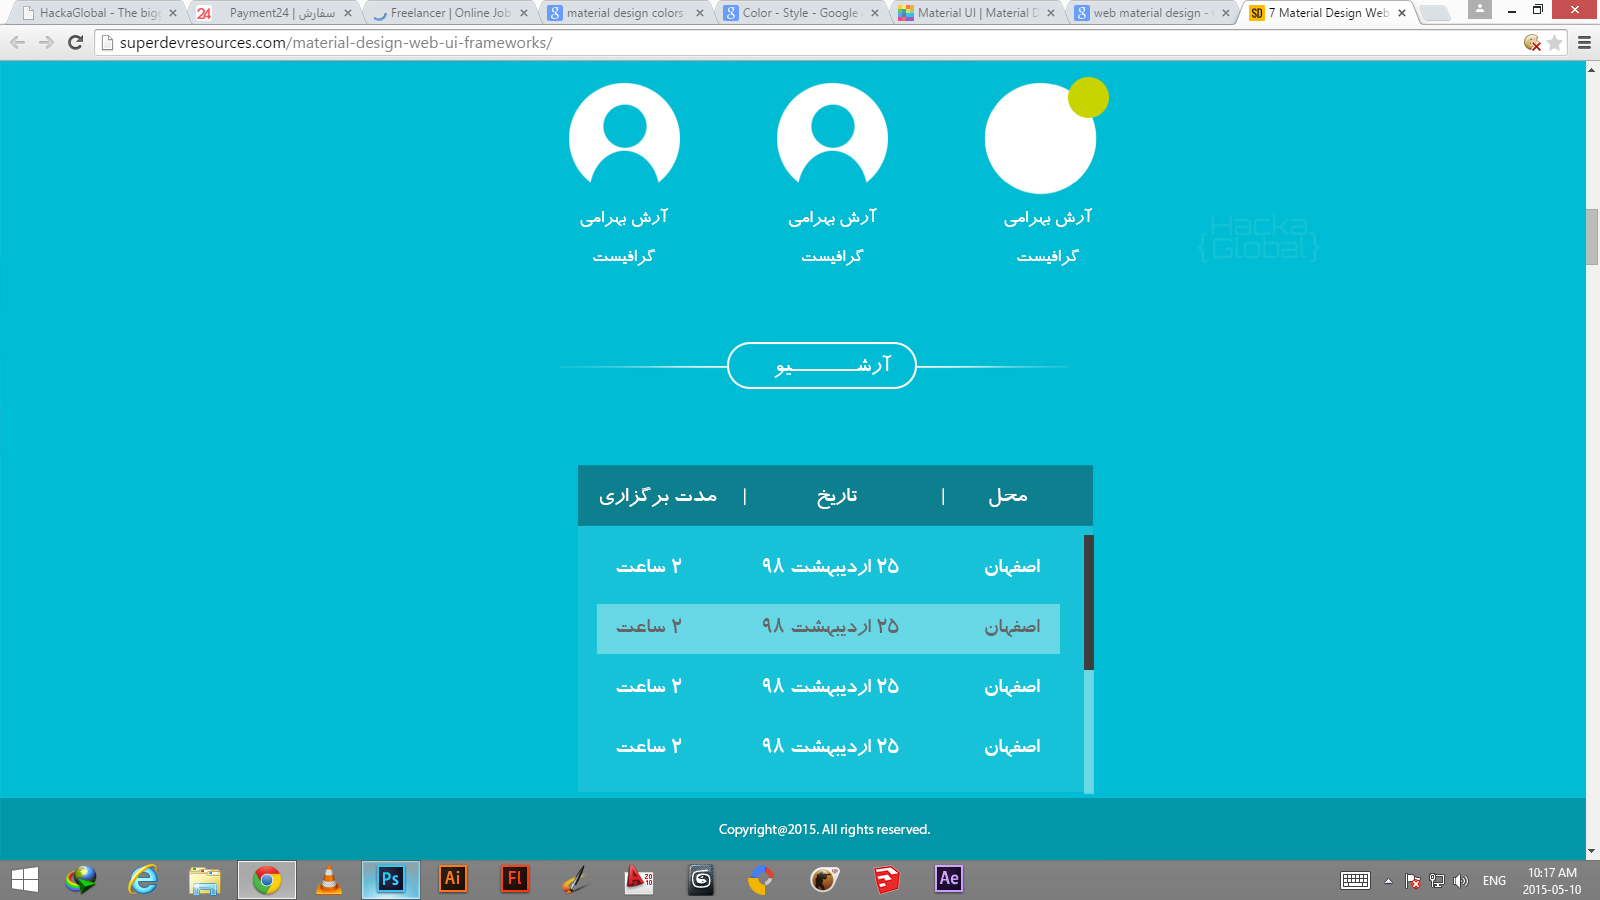 HackaGlobal - The bigg
24 Payment24 | سفارش
Freelancer | Online Job
material design colors
Color - Style - Google
Material UI | Material D
web material design -
SD 7 Material Design Web
superdevresources.com/material-design-web-ui-frameworks/
آرش بهرامی
آرش بهرامی
آرش بهرامی
گرافیست
گرافیست
گرافیست
{Hacka
Global}
آرشـــــــــیو
محل | تاریخ | مدت برگزاری
اصفهان ۲۵ اردیبهشت ۹۸ ۲ ساعت
اصفهان ۲۵ اردیبهشت ۹۸ ۲ ساعت
اصفهان ۲۵ اردیبهشت ۹۸ ۲ ساعت
اصفهان ۲۵ اردیبهشت ۹۸ ۲ ساعت
Copyright@2015. All rights reserved.
Ps Ai Fl 2010 Ae
ENG
10:17 AM
2015-05-10